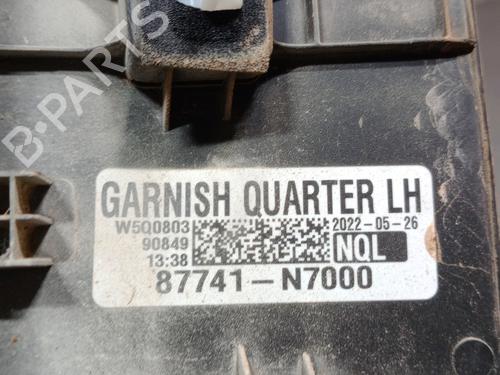 B-PARTS
GARNISH QUARTER LH
W5Q0803
90849
13:38
2022-05-26
NQL
87741-N7000